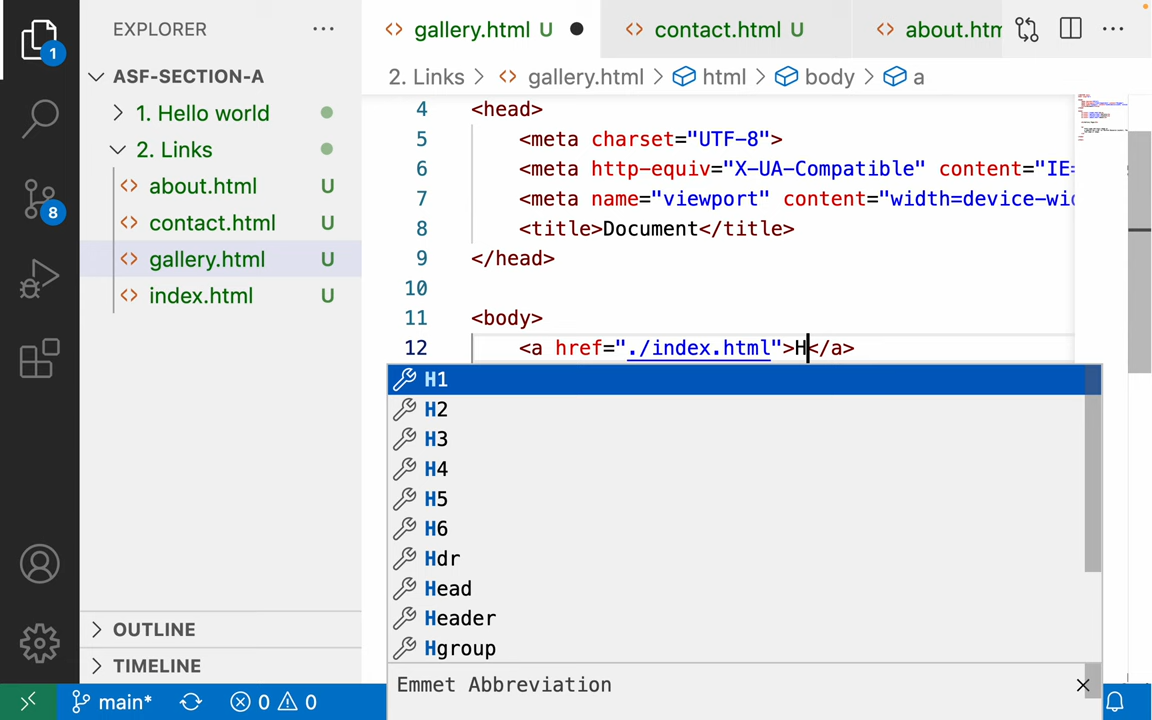 EXPLORER
1
ASF-SECTION-A
1. Hello world
2. Links
about.html U
contact.html U
gallery.html U
index.html U
8
OUTLINE
TIMELINE
gallery.html U
contact.html U
about.htm
2. Links > gallery.html > html > body > a
4 <head>
5 <meta charset="UTF-8">
6 <meta http-equiv="X-UA-Compatible" content="IE=
7 <meta name="viewport" content="width=device-wid
8 <title>Document</title>
9 </head>
10
11 <body>
12 <a href="./index.html">H</a>
H1
H2
H3
H4
H5
H6
Hdr
Head
Header
Hgroup
Emmet Abbreviation
main* 0 0